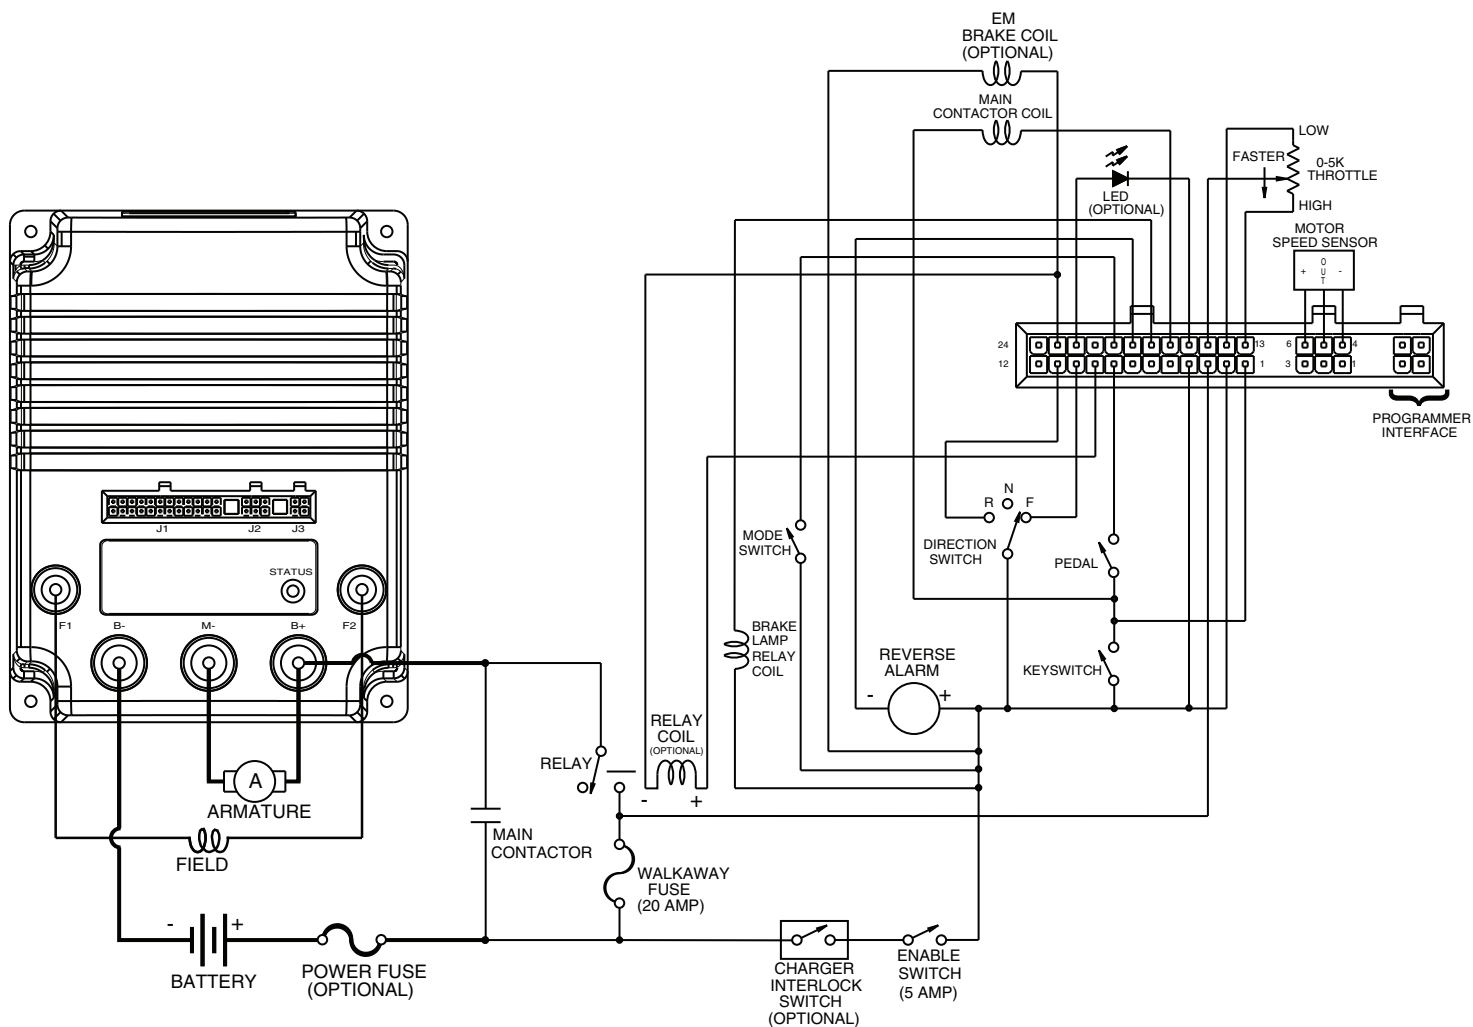 EM
BRAKE COIL
(OPTIONAL)
MAIN
CONTACTOR COIL
LED
(OPTIONAL)
LOW
FASTER
0-5K
THROTTLE
HIGH
MOTOR
SPEED SENSOR
+
O
U
T
-
24
13
6
4
12
1
3
1
PROGRAMMER
INTERFACE
J1
J2
J3
STATUS
F1
B-
M-
B+
F2
A
ARMATURE
FIELD
-
+
BATTERY
POWER FUSE
(OPTIONAL)
MAIN
CONTACTOR
RELAY
RELAY
COIL
(OPTIONAL)
-
+
WALKAWAY
FUSE
(20 AMP)
MODE
SWITCH
BRAKE
LAMP
RELAY
COIL
REVERSE
ALARM
-
+
R
N
F
DIRECTION
SWITCH
PEDAL
KEYSWITCH
CHARGER
INTERLOCK
SWITCH
(OPTIONAL)
ENABLE
SWITCH
(5 AMP)